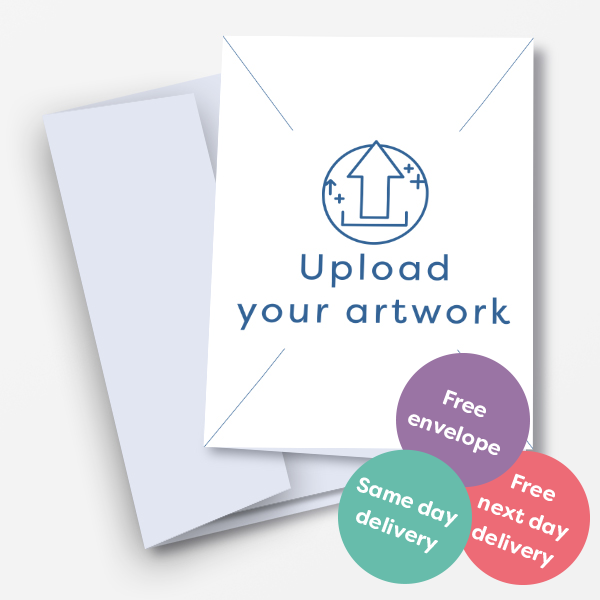 Upload
your artwork
Free
envelope
Same day
delivery
Free
next day
delivery